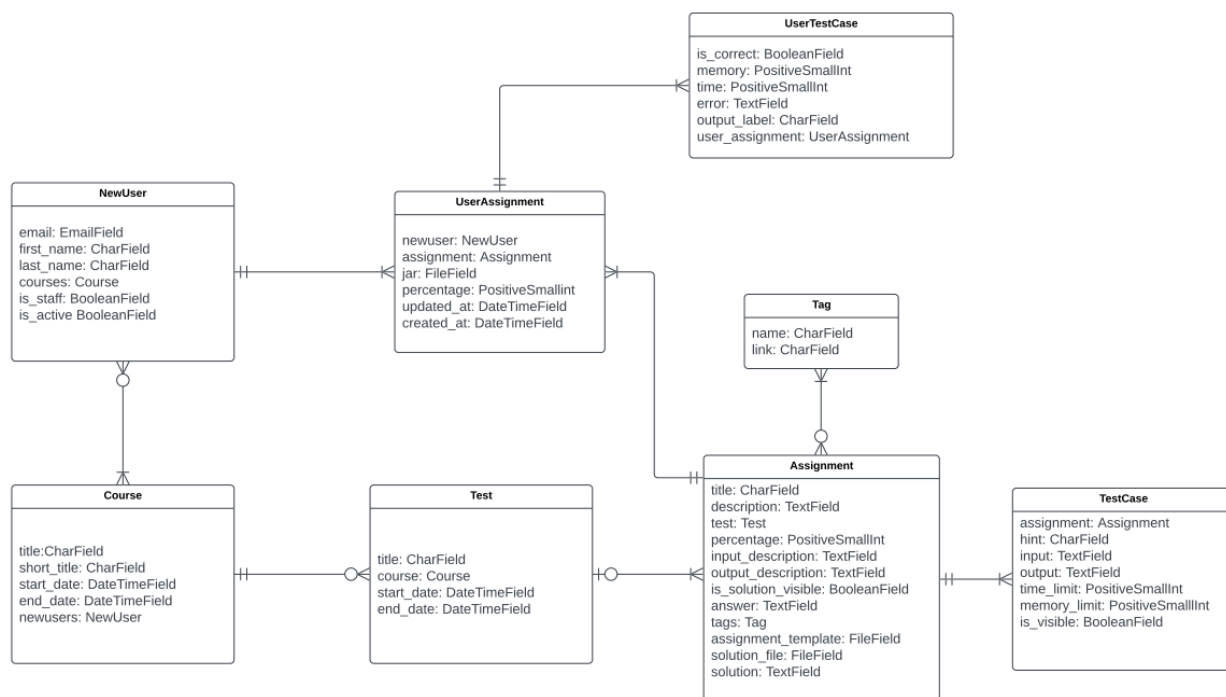 UserTestCase
is_correct: BooleanField
memory: PositiveSmallInt
time: PositiveSmallInt
error: TextField
output_label: CharField
user_assignment: UserAssignment
NewUser
email: EmailField
first_name: CharField
last_name: CharField
courses: Course
is_staff: BooleanField
is_active BooleanField
UserAssignment
newuser: NewUser
assignment: Assignment
jar: FileField
percentage: PositiveSmallint
updated_at: DateTimeField
created_at: DateTimeField
Tag
name: CharField
link: CharField
Course
title:CharField
short_title: CharField
start_date: DateTimeField
end_date: DateTimeField
newusers: NewUser
Test
title: CharField
course: Course
start_date: DateTimeField
end_date: DateTimeField
Assignment
title: CharField
description: TextField
test: Test
percentage: PositiveSmallInt
input_description: TextField
output_description: TextField
is_solution_visible: BooleanField
answer: TextField
tags: Tag
assignment_template: FileField
solution_file: FileField
solution: TextField
TestCase
assignment: Assignment
hint: CharField
input: TextField
output: TextField
time_limit: PositiveSmallInt
memory_limit: PositiveSmalllInt
is_visible: BooleanField